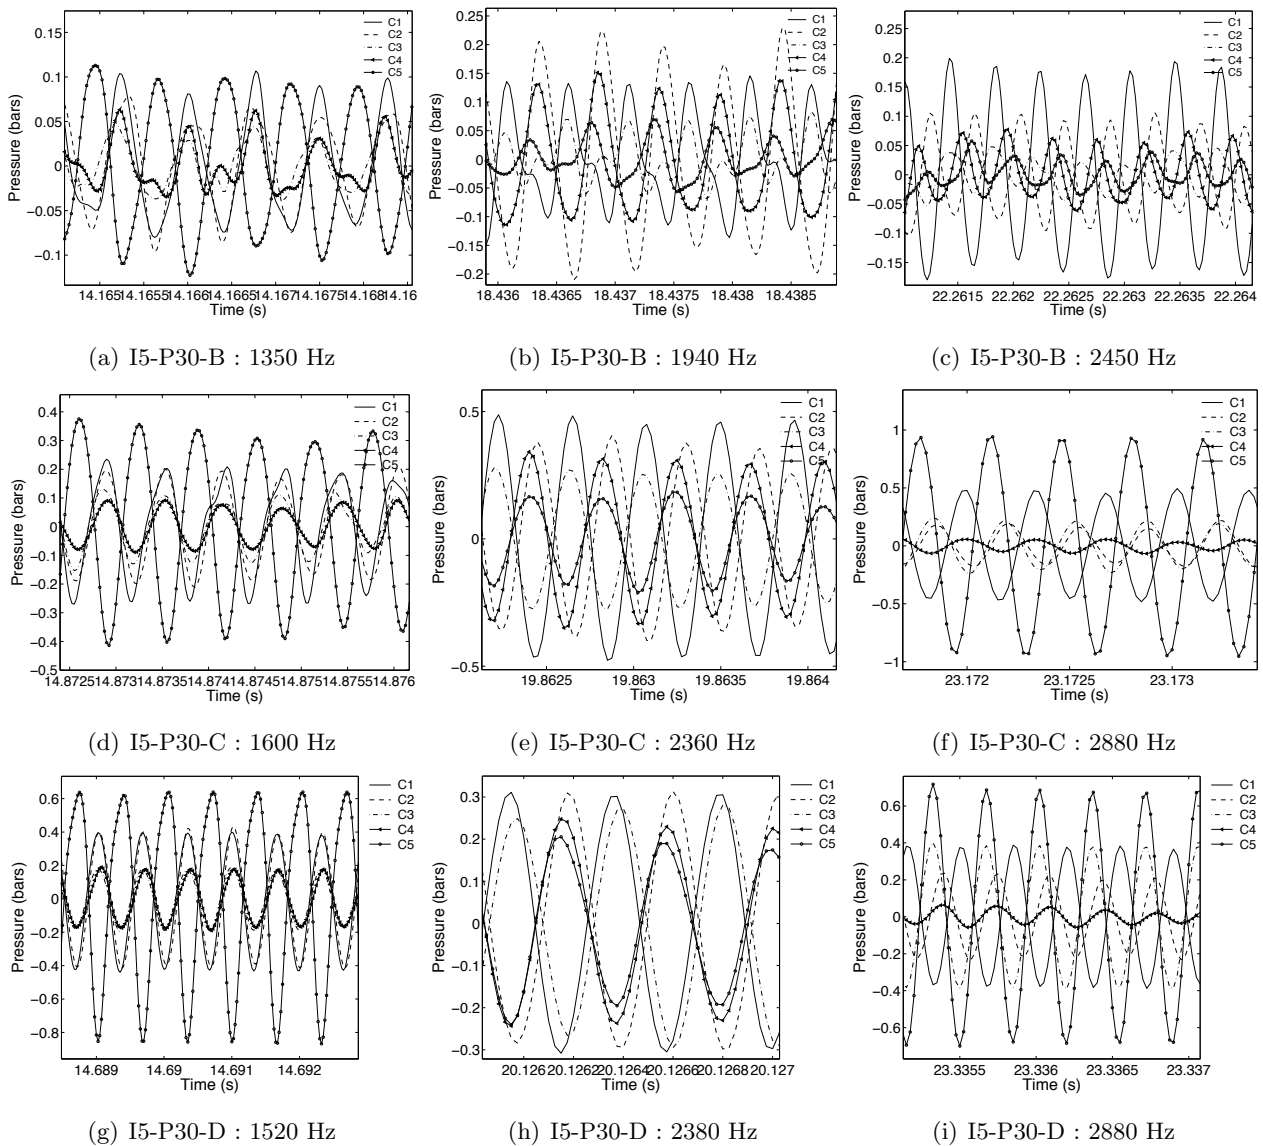 0.15
0.1
0.05
0
−0.05
−0.1
Pressure (bars)
C1
C2
C3
C4
C5
14.165 14.1655 14.166 14.1665 14.167 14.1675 14.168 14.16
Time (s)
(a) I5-P30-B : 1350 Hz
0.25
0.2
0.15
0.1
0.05
0
−0.05
−0.1
−0.15
−0.2
Pressure (bars)
C1
C2
C3
C4
C5
18.436 18.4365 18.437 18.4375 18.438 18.4385
Time (s)
(b) I5-P30-B : 1940 Hz
0.25
0.2
0.15
0.1
0.05
0
−0.05
−0.1
−0.15
Pressure (bars)
C1
C2
C3
C4
C5
22.2615 22.262 22.2625 22.263 22.2635 22.264
Time (s)
(c) I5-P30-B : 2450 Hz
0.4
0.3
0.2
0.1
0
−0.1
−0.2
−0.3
−0.4
−0.5
Pressure (bars)
C1
C2
C3
C4
C5
14.8725 14.873 14.8735 14.874 14.8745 14.875 14.8755 14.876
Time (s)
(d) I5-P30-C : 1600 Hz
0.5
0
−0.5
Pressure (bars)
C1
C2
C3
C4
C5
19.8625 19.863 19.8635 19.864
Time (s)
(e) I5-P30-C : 2360 Hz
1
0.5
0
−0.5
−1
Pressure (bars)
C1
C2
C3
C4
C5
23.172 23.1725 23.173
Time (s)
(f) I5-P30-C : 2880 Hz
0.6
0.4
0.2
0
−0.2
−0.4
−0.6
−0.8
Pressure (bars)
C1
C2
C3
C4
C5
14.689 14.69 14.691 14.692
Time (s)
(g) I5-P30-D : 1520 Hz
0.3
0.2
0.1
0
−0.1
−0.2
−0.3
Pressure (bars)
C1
C2
C3
C4
C5
20.126 20.1262 20.1264 20.1266 20.1268 20.127
Time (s)
(h) I5-P30-D : 2380 Hz
0.6
0.4
0.2
0
−0.2
−0.4
−0.6
Pressure (bars)
C1
C2
C3
C4
C5
23.3355 23.336 23.3365 23.337
Time (s)
(i) I5-P30-D : 2880 Hz